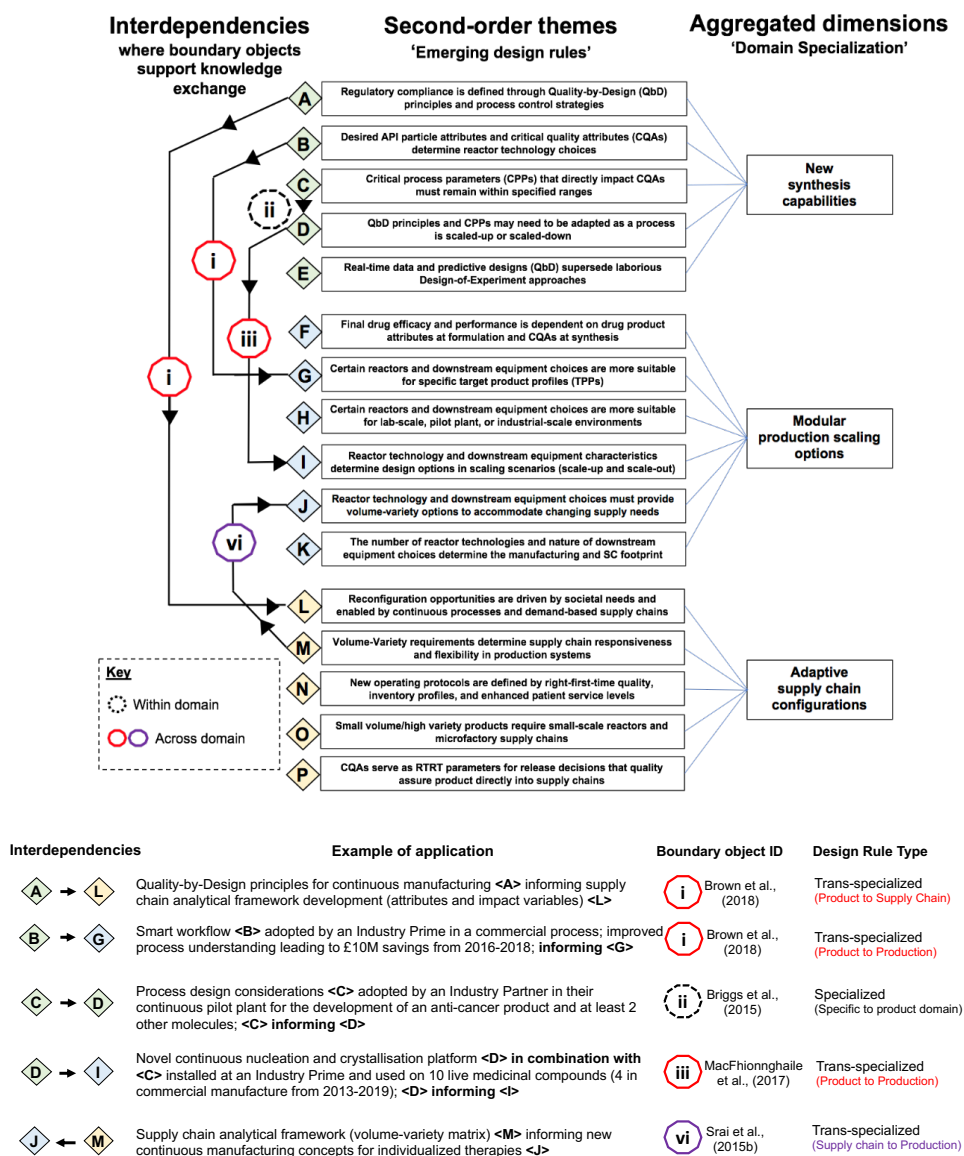 Interdependencies
where boundary objects
support knowledge
exchange
Second-order themes
'Emerging design rules'
Aggregated dimensions
'Domain Specialization'
A
Regulatory compliance is defined through Quality-by-Design (QbD)
principles and process control strategies
B
Desired API particle attributes and critical quality attributes (CQAs)
determine reactor technology choices
C
Critical process parameters (CPPs) that directly impact CQAs
must remain within specified ranges
ii
D
QbD principles and CPPs may need to be adapted as a process
is scaled-up or scaled-down
E
Real-time data and predictive designs (QbD) supersede laborious
Design-of-Experiment approaches
New
synthesis
capabilities
i
iii
i
F
Final drug efficacy and performance is dependent on drug product
attributes at formulation and CQAs at synthesis
G
Certain reactors and downstream equipment choices are more suitable
for specific target product profiles (TPPs)
H
Certain reactors and downstream equipment choices are more suitable
for lab-scale, pilot plant, or industrial-scale environments
I
Reactor technology and downstream equipment characteristics
determine design options in scaling scenarios (scale-up and scale-out)
J
Reactor technology and downstream equipment choices must provide
volume-variety options to accommodate changing supply needs
K
The number of reactor technologies and nature of downstream
equipment choices determine the manufacturing and SC footprint
Modular
production scaling
options
vi
L
Reconfiguration opportunities are driven by societal needs and
enabled by continuous processes and demand-based supply chains
M
Volume-Variety requirements determine supply chain responsiveness
and flexibility in production systems
N
New operating protocols are defined by right-first-time quality,
inventory profiles, and enhanced patient service levels
O
Small volume/high variety products require small-scale reactors and
microfactory supply chains
P
CQAs serve as RTRT parameters for release decisions that quality
assure product directly into supply chains
Adaptive
supply chain
configurations
Key
Within domain
Across domain
Interdependencies
Example of application
Boundary object ID
Design Rule Type
A L
Quality-by-Design principles for continuous manufacturing <A> informing supply
chain analytical framework development (attributes and impact variables) <L>
i
Brown et al.,
(2018)
Trans-specialized
(Product to Supply Chain)
B G
Smart workflow <B> adopted by an Industry Prime in a commercial process; improved
process understanding leading to £10M savings from 2016-2018; informing <G>
i
Brown et al.,
(2018)
Trans-specialized
(Product to Production)
C D
Process design considerations <C> adopted by an Industry Partner in their
continuous pilot plant for the development of an anti-cancer product and at least 2
other molecules; <C> informing <D>
ii
Briggs et al.,
(2015)
Specialized
(Specific to product domain)
D I
Novel continuous nucleation and crystallisation platform <D> in combination with
<C> installed at an Industry Prime and used on 10 live medicinal compounds (4 in
commercial manufacture from 2013-2019); <D> informing <I>
iii
MacFhionnghaile
et al., (2017)
Trans-specialized
(Product to Production)
J M
Supply chain analytical framework (volume-variety matrix) <M> informing new
continuous manufacturing concepts for individualized therapies <J>
vi
Srai et al.,
(2015b)
Trans-specialized
(Supply chain to Production)